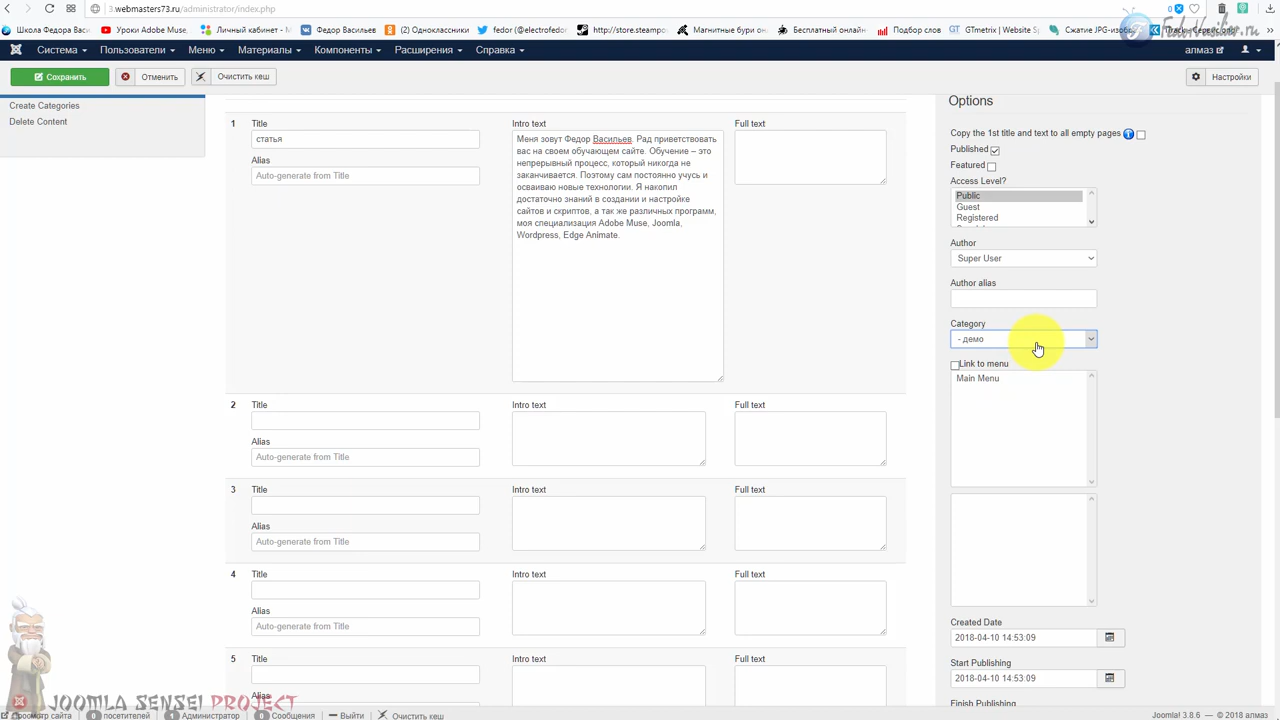 3.webmasters73.ru/administrator/index.php
0
Школа Федора Васи
Уроки Adobe Muse,
Личный кабинет -
Федор Васильев
(2) Одноклассники
fedor (@electrofedo
http://store.steampo
Магнитные бури он
Бесплатный онлайн
Подбор слов
GTmetrix | Website S
Сжатие JPG-изобр
Система
Пользователи
Меню
Материалы
Компоненты
Расширения
Справка
алмаз
Сохранить
Отменить
Очистить кеш
Настройки
Create Categories
Delete Content
1
Title
статья
Alias
Auto-generate from Title
Intro text
Меня зовут Федор Васильев. Рад приветствовать
вас на своем обучающем сайте. Обучение – это
непрерывный процесс, который никогда не
заканчивается. Поэтому сам постоянно учусь и
осваиваю новые технологии. Я накопил
достаточно знаний в создании и настройке
сайтов и скриптов, а так же различных программ,
моя специализация Adobe Muse, Joomla,
Wordpress, Edge Animate.
Full text
2
Title
Alias
Auto-generate from Title
Intro text
Full text
3
Title
Alias
Auto-generate from Title
Intro text
Full text
4
Title
Alias
Auto-generate from Title
Intro text
Full text
5
Title
Alias
Intro text
Full text
Options
Copy the 1st title and text to all empty pages
Published
Featured
Access Level?
Public
Guest
Registered
Author
Super User
Author alias
Category
- демо
Link to menu
Main Menu
Created Date
2018-04-10 14:53:09
Start Publishing
2018-04-10 14:53:09
Finish Publishing
JOOMLA SENSEI PROJECT
Просмотр сайта
0 посетителей
1 Администратор
0 Сообщения
Выйти
Очистить кеш
Joomla! 3.8.6 — © 2018 алмаз